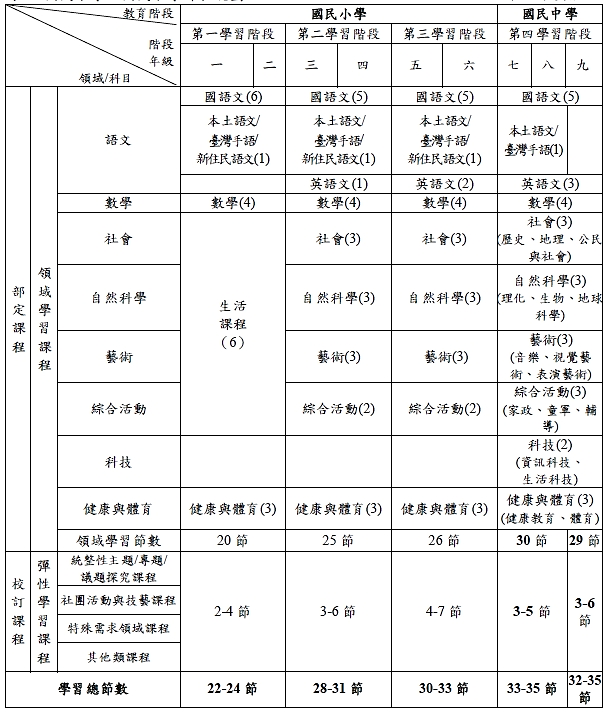 教育階段
國民小學
國民中學
階段
年級
領域/科目
第一學習階段
第二學習階段
第三學習階段
第四學習階段
一
二
三
四
五
六
七
八
九
部定課程
領域學習課程
語文
國語文(6)
國語文(5)
國語文(5)
國語文(5)
本土語文/
臺灣手語/
新住民語文(1)
本土語文/
臺灣手語/
新住民語文(1)
本土語文/
臺灣手語/
新住民語文(1)
本土語文/
臺灣手語(1)
英語文(1)
英語文(2)
英語文(3)
數學
數學(4)
數學(4)
數學(4)
數學(4)
社會
生活
課程
(6)
社會(3)
社會(3)
社會(3)
(歷史、地理、公民
與社會)
自然科學
自然科學(3)
自然科學(3)
自然科學(3)
(理化、生物、地球
科學)
藝術
藝術(3)
藝術(3)
藝術(3)
(音樂、視覺藝
術、表演藝術)
綜合活動
綜合活動(2)
綜合活動(2)
綜合活動(3)
(家政、童軍、輔
導)
科技
科技(2)
(資訊科技、
生活科技)
健康與體育
健康與體育(3)
健康與體育(3)
健康與體育(3)
健康與體育(3)
(健康教育、體育)
領域學習節數
20 節
25 節
26 節
30 節
29 節
校訂課程
彈性學習課程
統整性主題/專題/
議題探究課程
社團活動與技藝課程
特殊需求領域課程
其他類課程
2-4 節
3-6 節
4-7 節
3-5 節
3-6
節
學習總節數
22-24 節
28-31 節
30-33 節
33-35 節
32-35
節